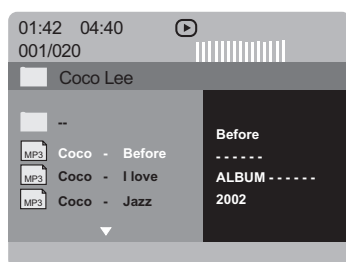 01:42 04:40
001/020
Coco Lee
--
MP3 Coco - Before
MP3 Coco - I love
MP3 Coco - Jazz
Before
- - - - - -
ALBUM - - - - - -
2002